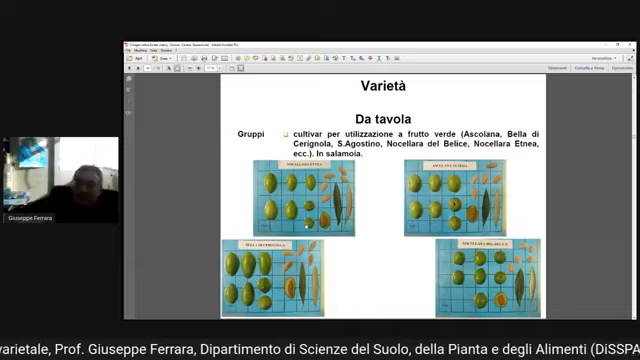 Varietà
Da tavola
Gruppi
cultivar per utilizzazione a frutto verde (Ascolana, Bella di
Cerignola, S.Agostino, Nocellara del Belice, Nocellara Etnea,
ecc.). In salamoia.
NOCELLARA ETNEA
ASCOLANA TENERA
BELLA DI CERIGNOLA
NOCELLARA DEL BELICE
Giuseppe Ferrara
varietale, Prof. Giuseppe Ferrara, Dipartimento di Scienze del Suolo, della Pianta e degli Alimenti (DiSSPA